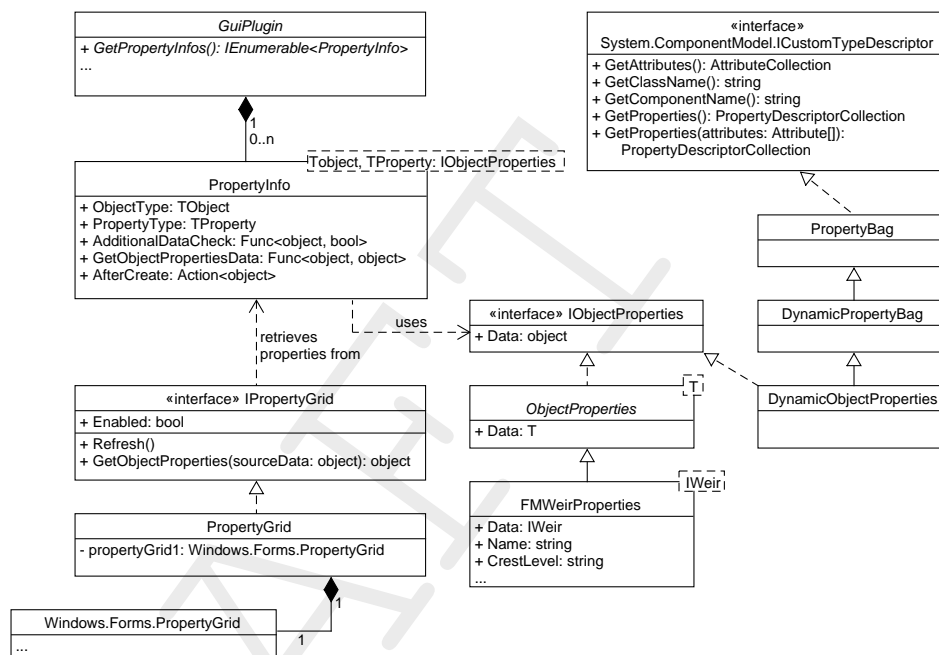 GuiPlugin
+ GetPropertyInfos(): IEnumerable<PropertyInfo>
...
1
0..n
Tobject, TProperty: IObjectProperties
PropertyInfo
+ ObjectType: TObject
+ PropertyType: TProperty
+ AdditionalDataCheck: Func<object, bool>
+ GetObjectPropertiesData: Func<object, object>
+ AfterCreate: Action<object>
retrieves
properties from
uses
«interface» IPropertyGrid
+ Enabled: bool
+ Refresh()
+ GetObjectProperties(sourceData: object): object
PropertyGrid
- propertyGrid1: Windows.Forms.PropertyGrid
1
1
Windows.Forms.PropertyGrid
...
«interface» IObjectProperties
+ Data: object
T
ObjectProperties
+ Data: T
IWeir
FMWeirProperties
+ Data: IWeir
+ Name: string
+ CrestLevel: string
...
«interface»
System.ComponentModel.ICustomTypeDescriptor
+ GetAttributes(): AttributeCollection
+ GetClassName(): string
+ GetComponentName(): string
+ GetProperties(): PropertyDescriptorCollection
+ GetProperties(attributes: Attribute[]):
PropertyDescriptorCollection
PropertyBag
DynamicPropertyBag
DynamicObjectProperties
AFT